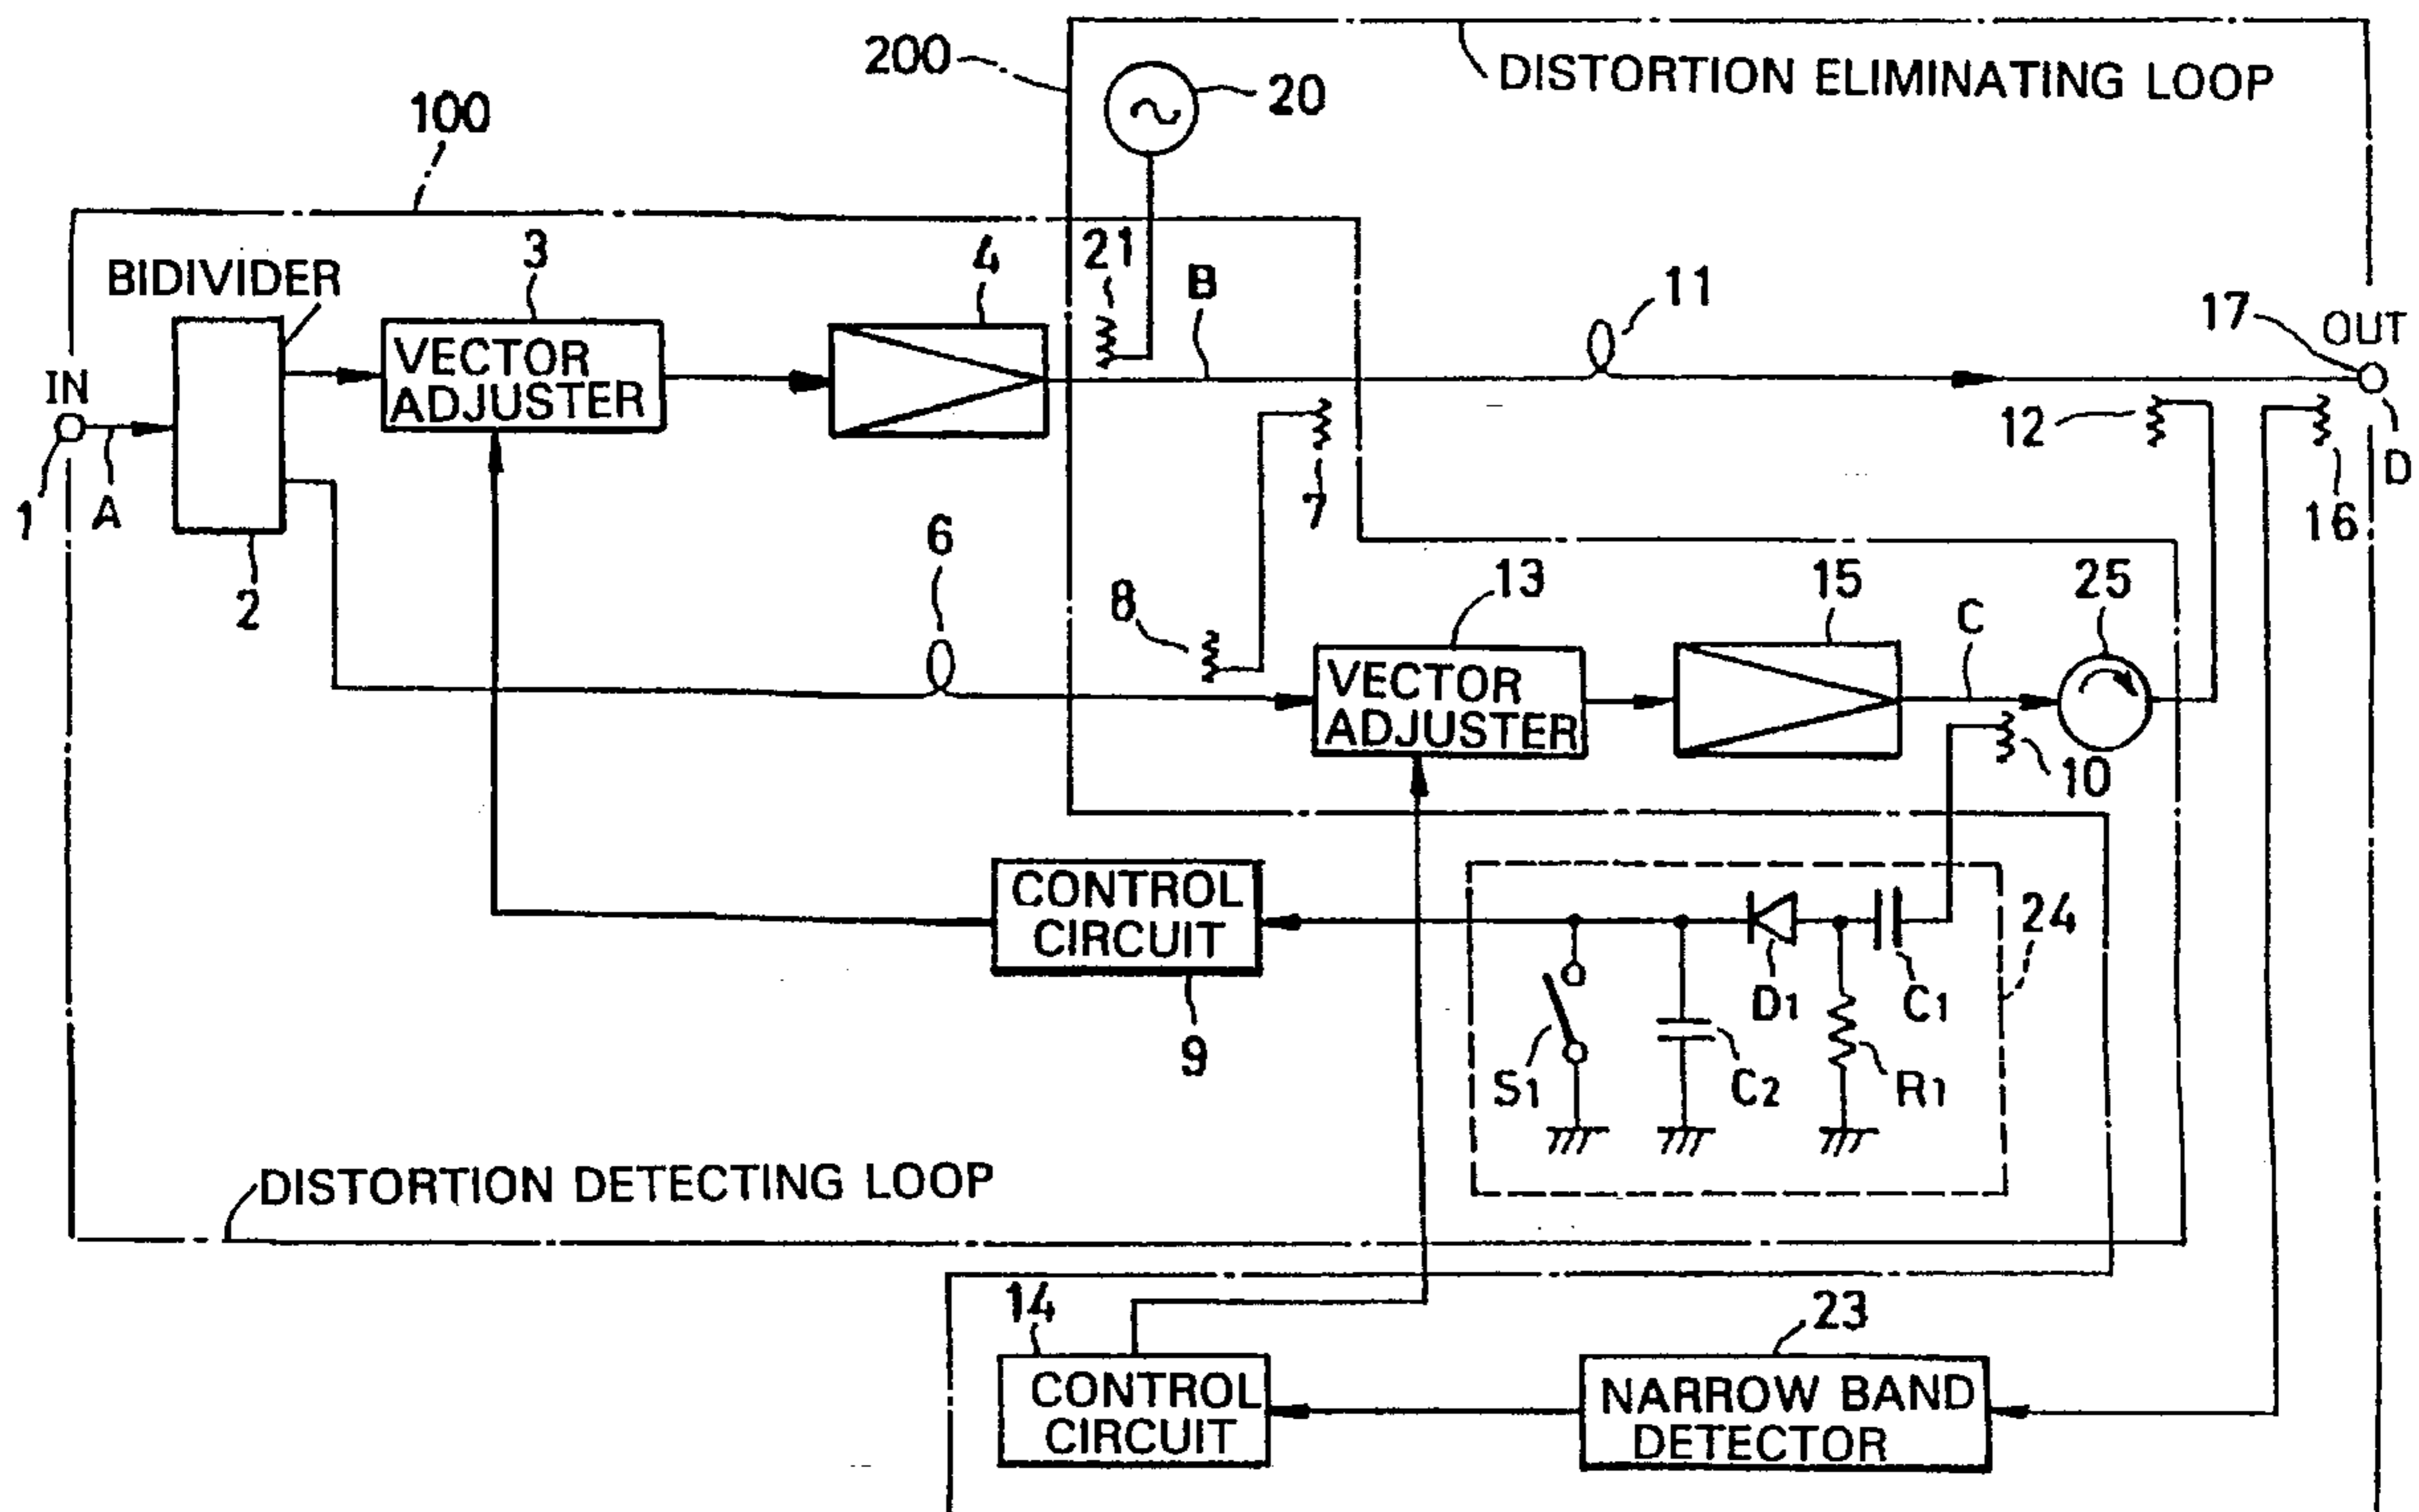 200
20
DISTORTION ELIMINATING LOOP
100
BIDIVIDER
3
4
21
B
11
17
OUT
IN
VECTOR
ADJUSTER
1
A
2
7
12
16
D
6
8
13
15
C
25
VECTOR
ADJUSTER
10
CONTROL
CIRCUIT
9
24
S1
C2
D1
R1
C1
DISTORTION DETECTING LOOP
14
23
CONTROL
CIRCUIT
NARROW BAND
DETECTOR